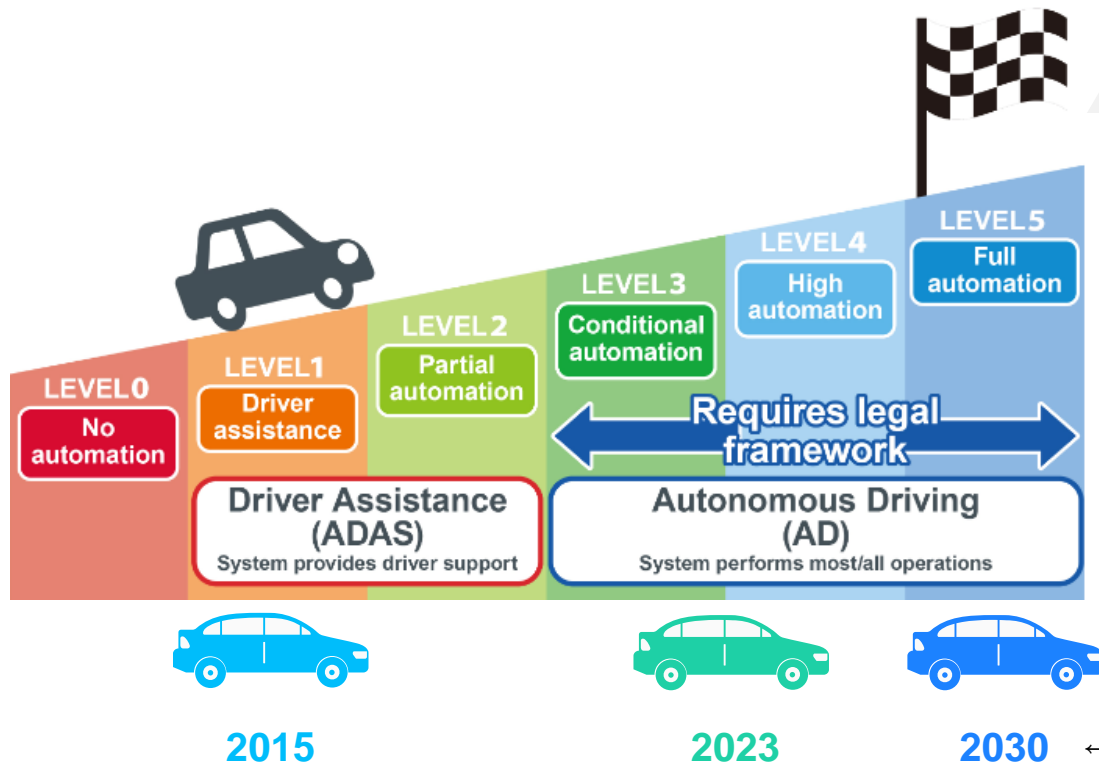 LEVEL0
No
automation
LEVEL1
Driver
assistance
LEVEL2
Partial
automation
LEVEL3
Conditional
automation
LEVEL4
High
automation
LEVEL5
Full
automation
Requires legal
framework
Driver Assistance
(ADAS)
System provides driver support
Autonomous Driving
(AD)
System performs most/all operations
2015
2023
2030 ←